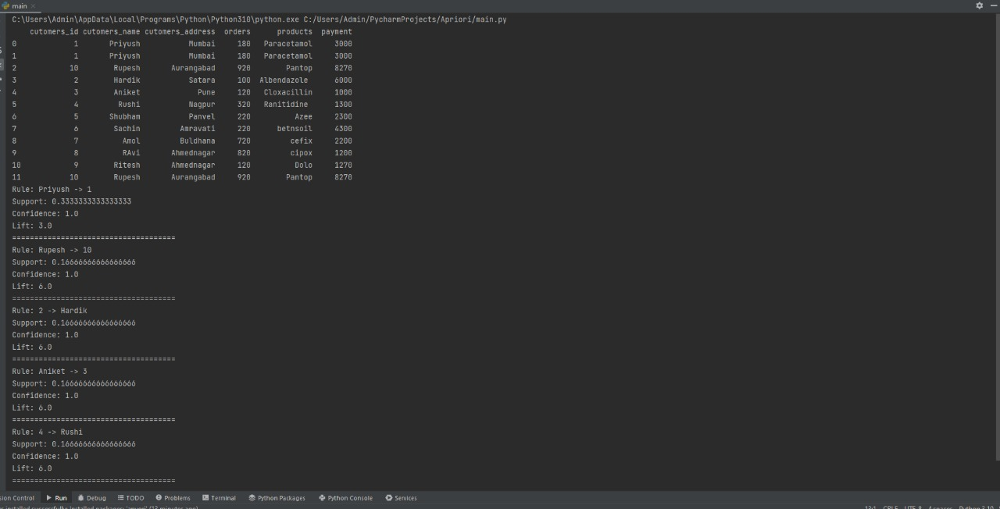 main
C:\Users\Admin\AppData\Local\Programs\Python\Python310\python.exe C:/Users/Admin/PycharmProjects/Apriori/main.py
cutomers_id cutomers_name cutomers_address orders products payment
0 1 Priyush Mumbai 180 Paracetamol 3000
1 1 Priyush Mumbai 180 Paracetamol 3000
2 10 Rupesh Aurangabad 920 Pantop 8270
3 2 Hardik Satara 100 Albendazole 6000
4 3 Aniket Pune 120 Cloxacillin 1000
5 4 Rushi Nagpur 320 Ranitidine 1300
6 5 Shubham Panvel 220 Azee 2300
7 6 Sachin Amravati 220 betnsoil 4300
8 7 Amol Buldhana 720 cefix 2200
9 8 RAvi Ahmednagar 820 cipox 1200
10 9 Ritesh Ahmednagar 120 Dolo 1270
11 10 Rupesh Aurangabad 920 Pantop 8270
Rule: Priyush -> 1
Support: 0.3333333333333333
Confidence: 1.0
Lift: 3.0
=====================================
Rule: Rupesh -> 10
Support: 0.16666666666666666
Confidence: 1.0
Lift: 6.0
=====================================
Rule: 2 -> Hardik
Support: 0.16666666666666666
Confidence: 1.0
Lift: 6.0
=====================================
Rule: Aniket -> 3
Support: 0.16666666666666666
Confidence: 1.0
Lift: 6.0
=====================================
Rule: 4 -> Rushi
Support: 0.16666666666666666
Confidence: 1.0
Lift: 6.0
=====================================
sion Control Run Debug TODO Problems Terminal Python Packages Python Console Services